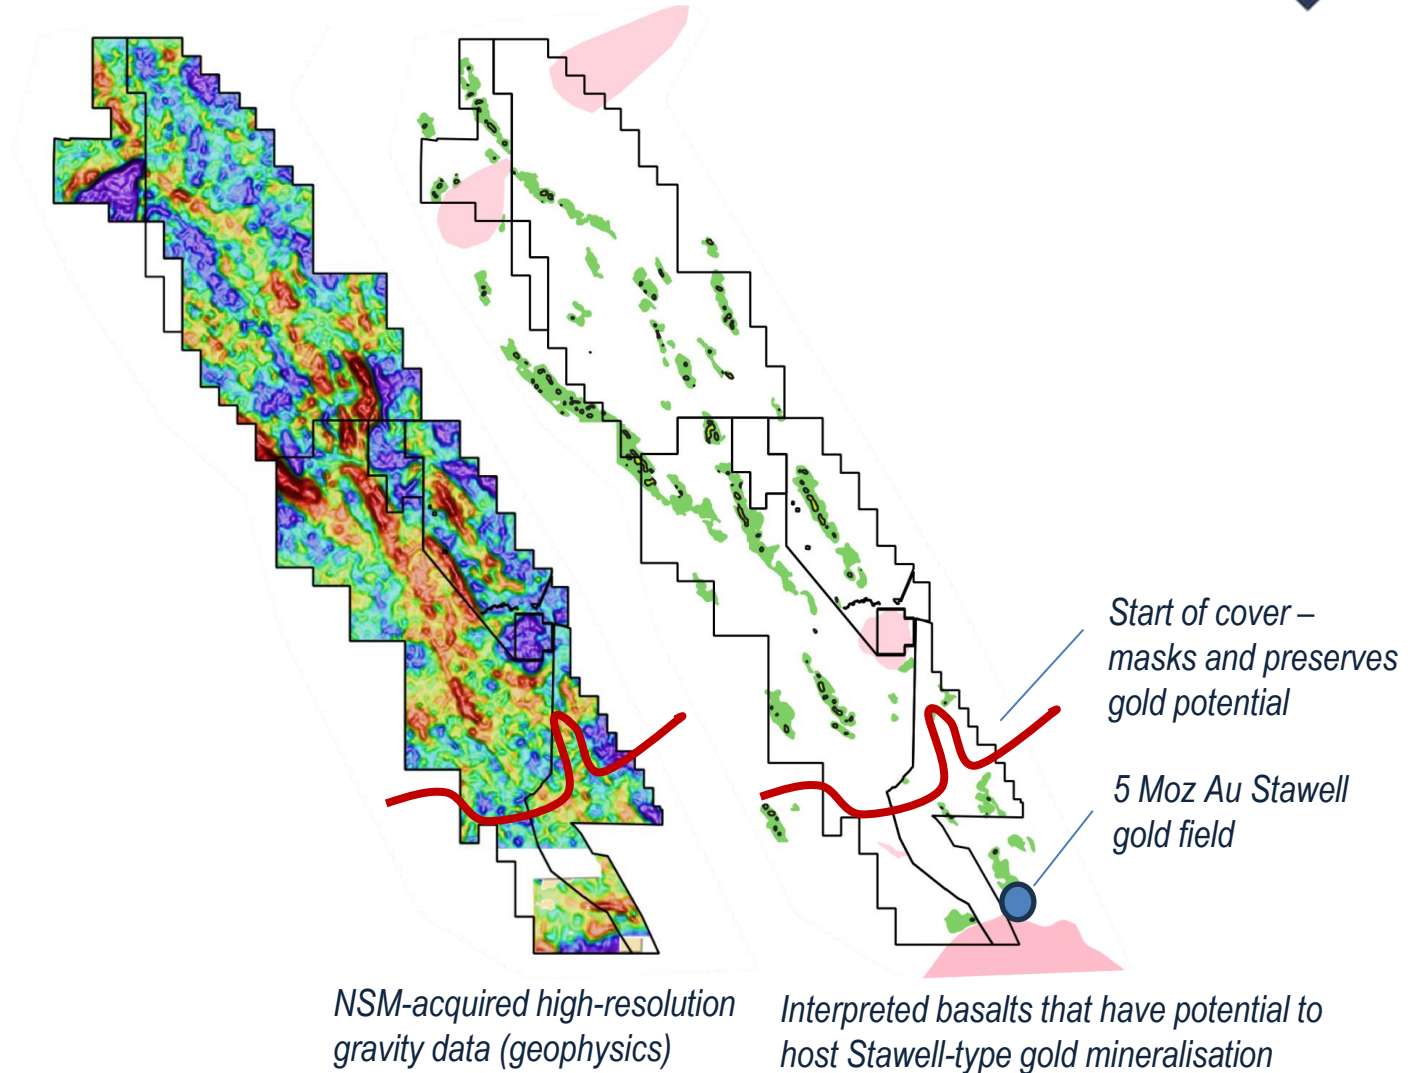 Start of cover –
masks and preserves
gold potential
5 Moz Au Stawell
gold field
NSM-acquired high-resolution
gravity data (geophysics)
Interpreted basalts that have potential to
host Stawell-type gold mineralisation